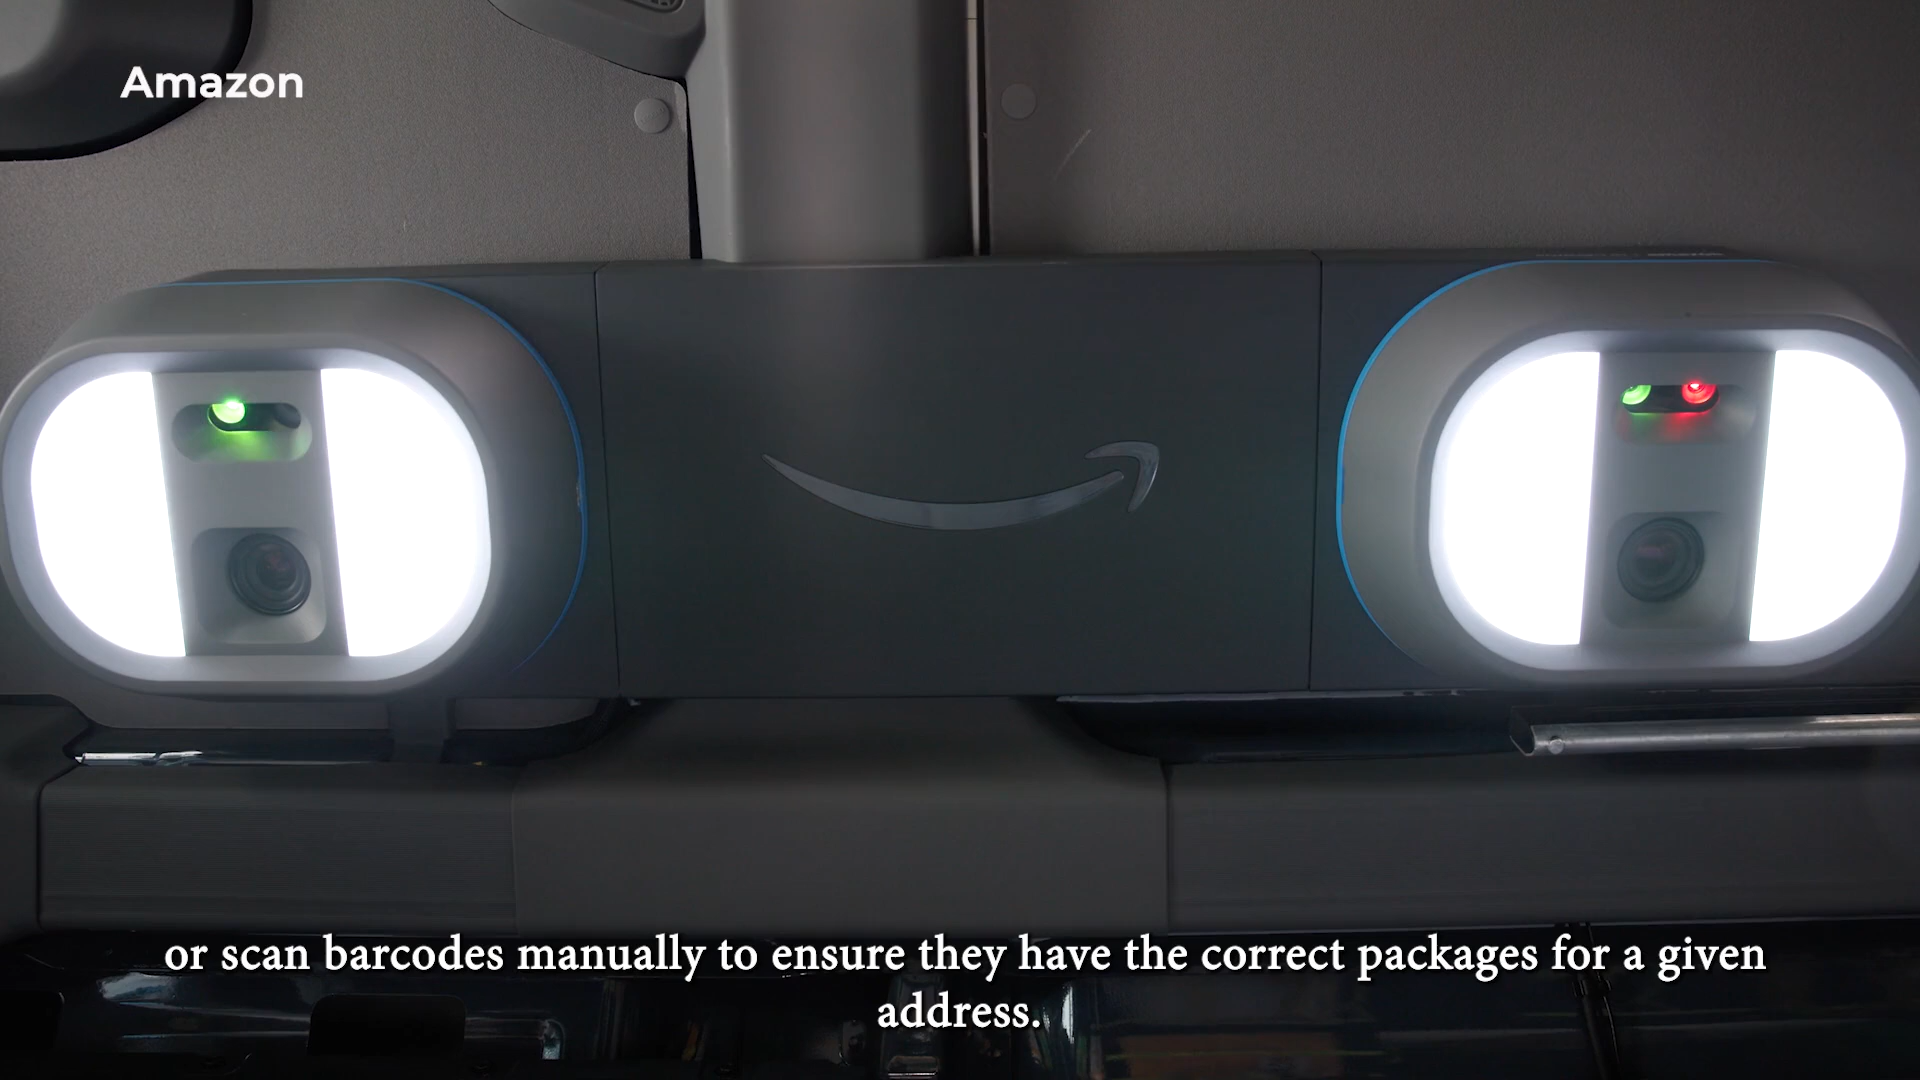 Amazon
or scan barcodes manually to ensure they have the correct packages for a given
address.